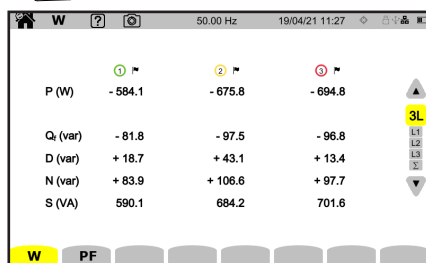 W ? 50.00 Hz 19/04/21 11:27
1 2 3
P (W) - 584.1 - 675.8 - 694.8
3L
Qf (var) - 81.8 - 97.5 - 96.8
L1
L2
D (var) + 18.7 + 43.1 + 13.4
L3
Σ
N (var) + 83.9 + 106.6 + 97.7
S (VA) 590.1 684.2 701.6
W PF